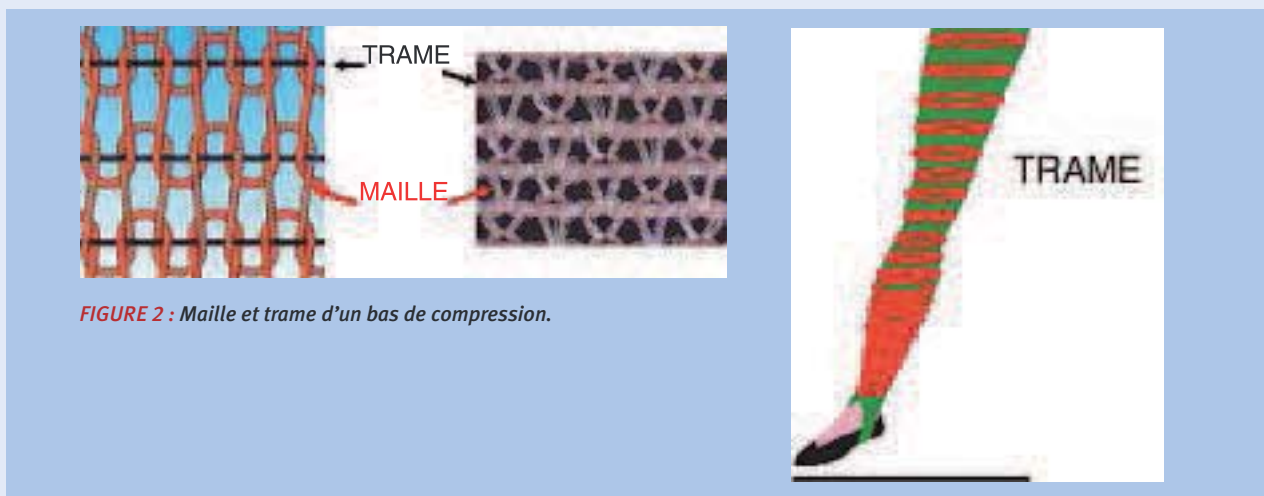 TRAME
MAILLE
FIGURE 2 : Maille et trame d'un bas de compression.
TRAME